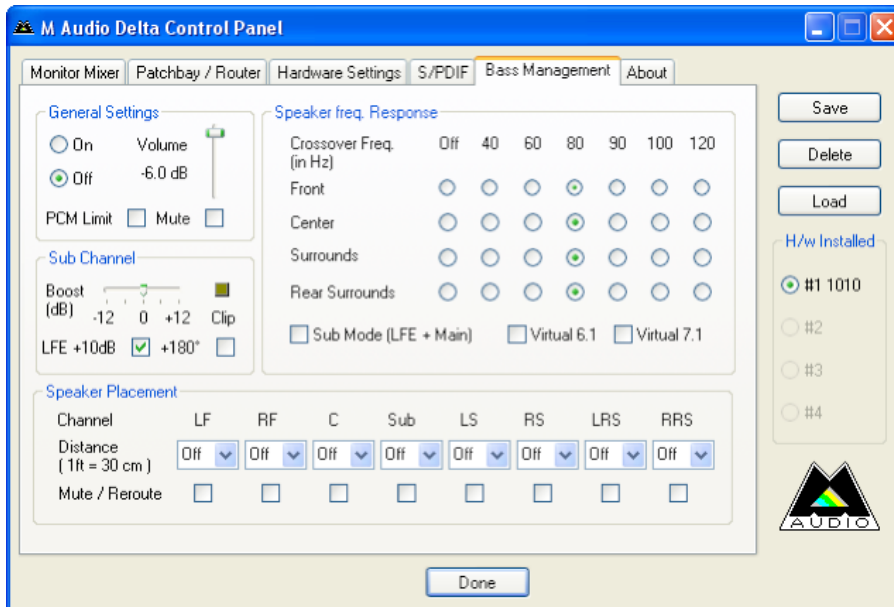 M Audio Delta Control Panel
Monitor Mixer Patchbay / Router Hardware Settings S/PDIF Bass Management About
General Settings
On Volume
Off -6.0 dB
PCM Limit Mute
Sub Channel
Boost
(dB) -12 0 +12 Clip
LFE +10dB +180°
Speaker freq. Response
Crossover Freq. Off 40 60 80 90 100 120
(in Hz)
Front
Center
Surrounds
Rear Surrounds
Sub Mode (LFE + Main) Virtual 6.1 Virtual 7.1
Speaker Placement
Channel LF RF C Sub LS RS LRS RRS
Distance
( 1ft = 30 cm ) Off Off Off Off Off Off Off Off
Mute / Reroute
Save
Delete
Load
H/w Installed
#1 1010
#2
#3
#4
AUDIO
Done